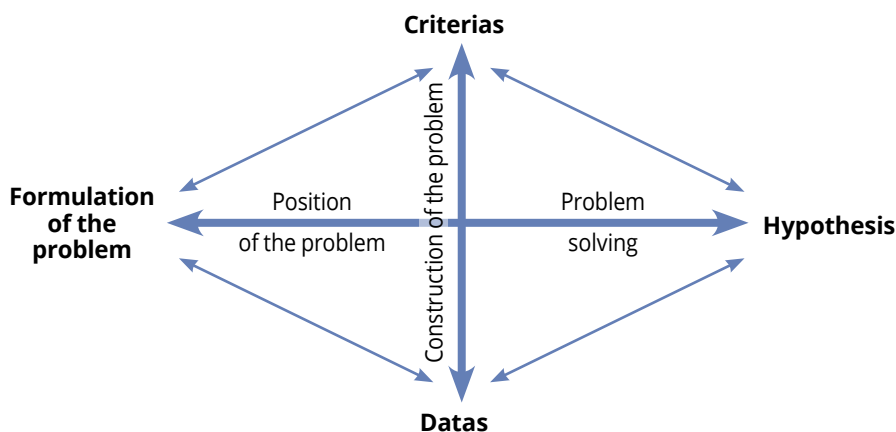 Criterias
Formulation
of the
problem
Position
of the problem
Construction of the problem
Problem
solving
Hypothesis
Datas